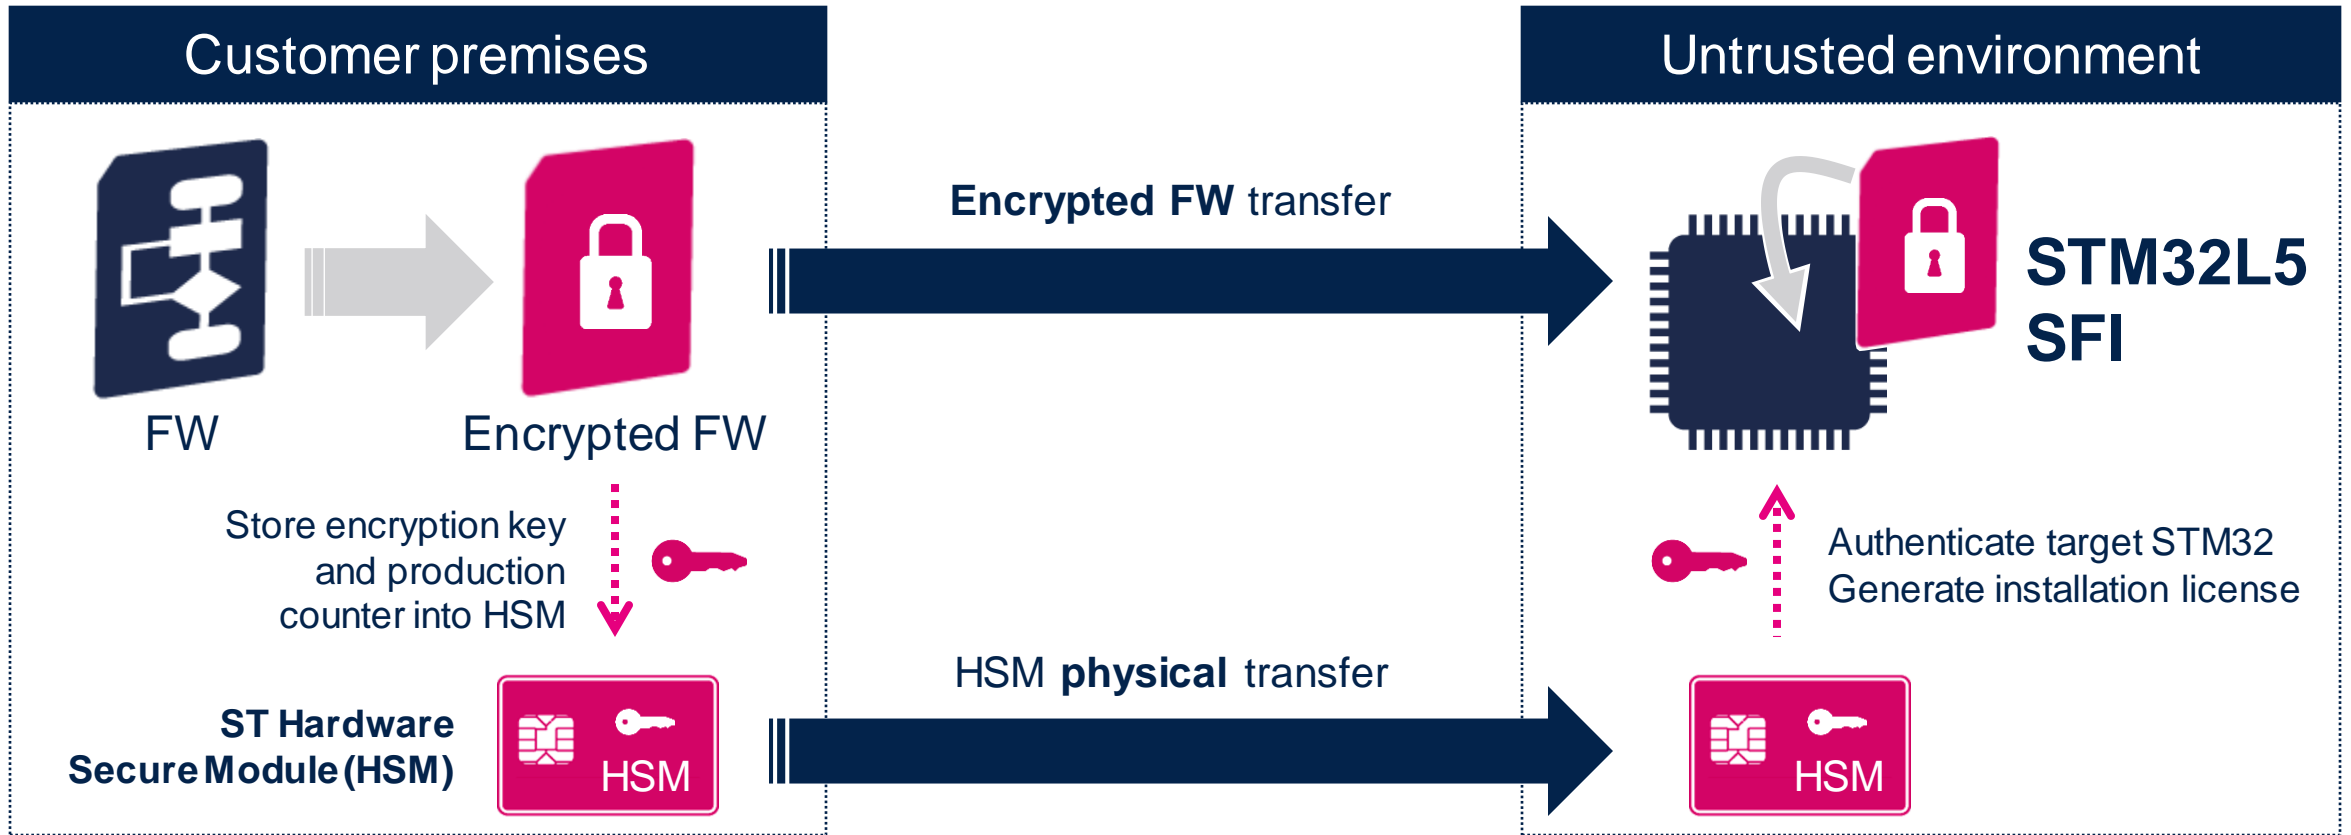 Customer premises
Untrusted environment
Encrypted FW transfer
STM32L5
SFI
FW
Encrypted FW
Store encryption key
and production
counter into HSM
Authenticate target STM32
Generate installation license
HSM physical transfer
ST Hardware
Secure Module (HSM)
HSM
HSM